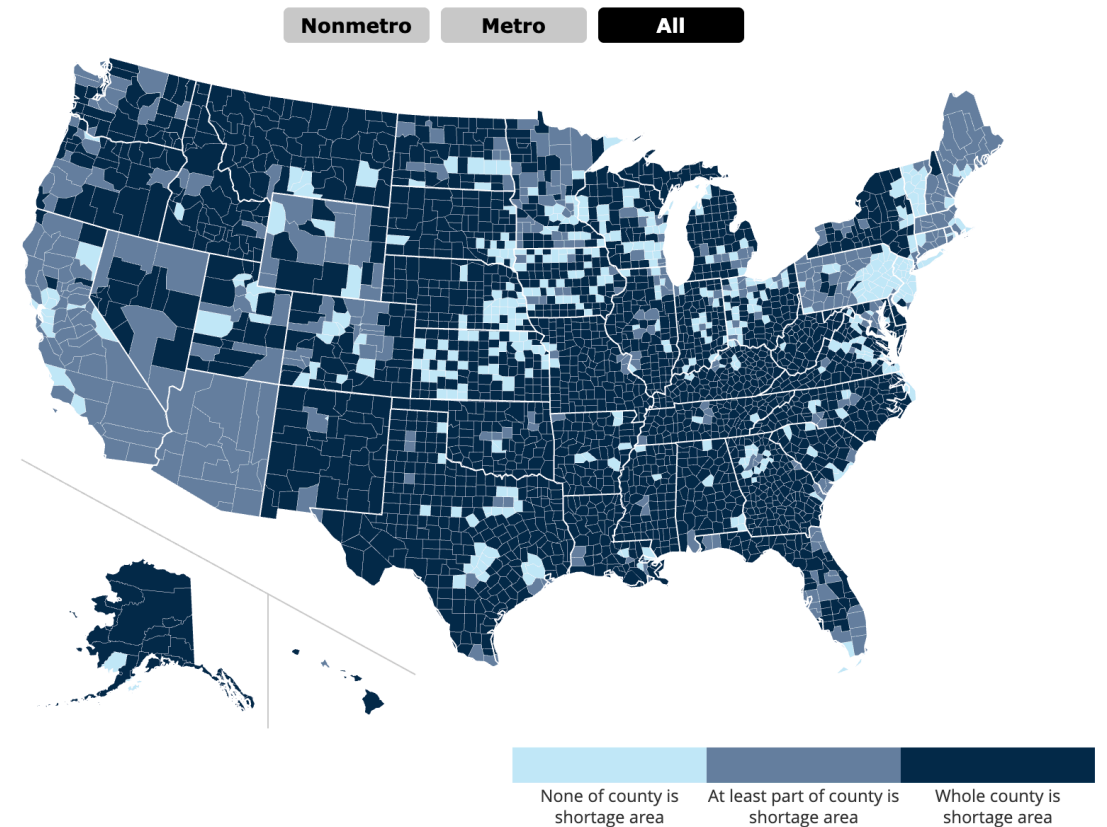 Nonmetro Metro All
None of county is At least part of county is Whole county is
shortage area shortage area shortage area